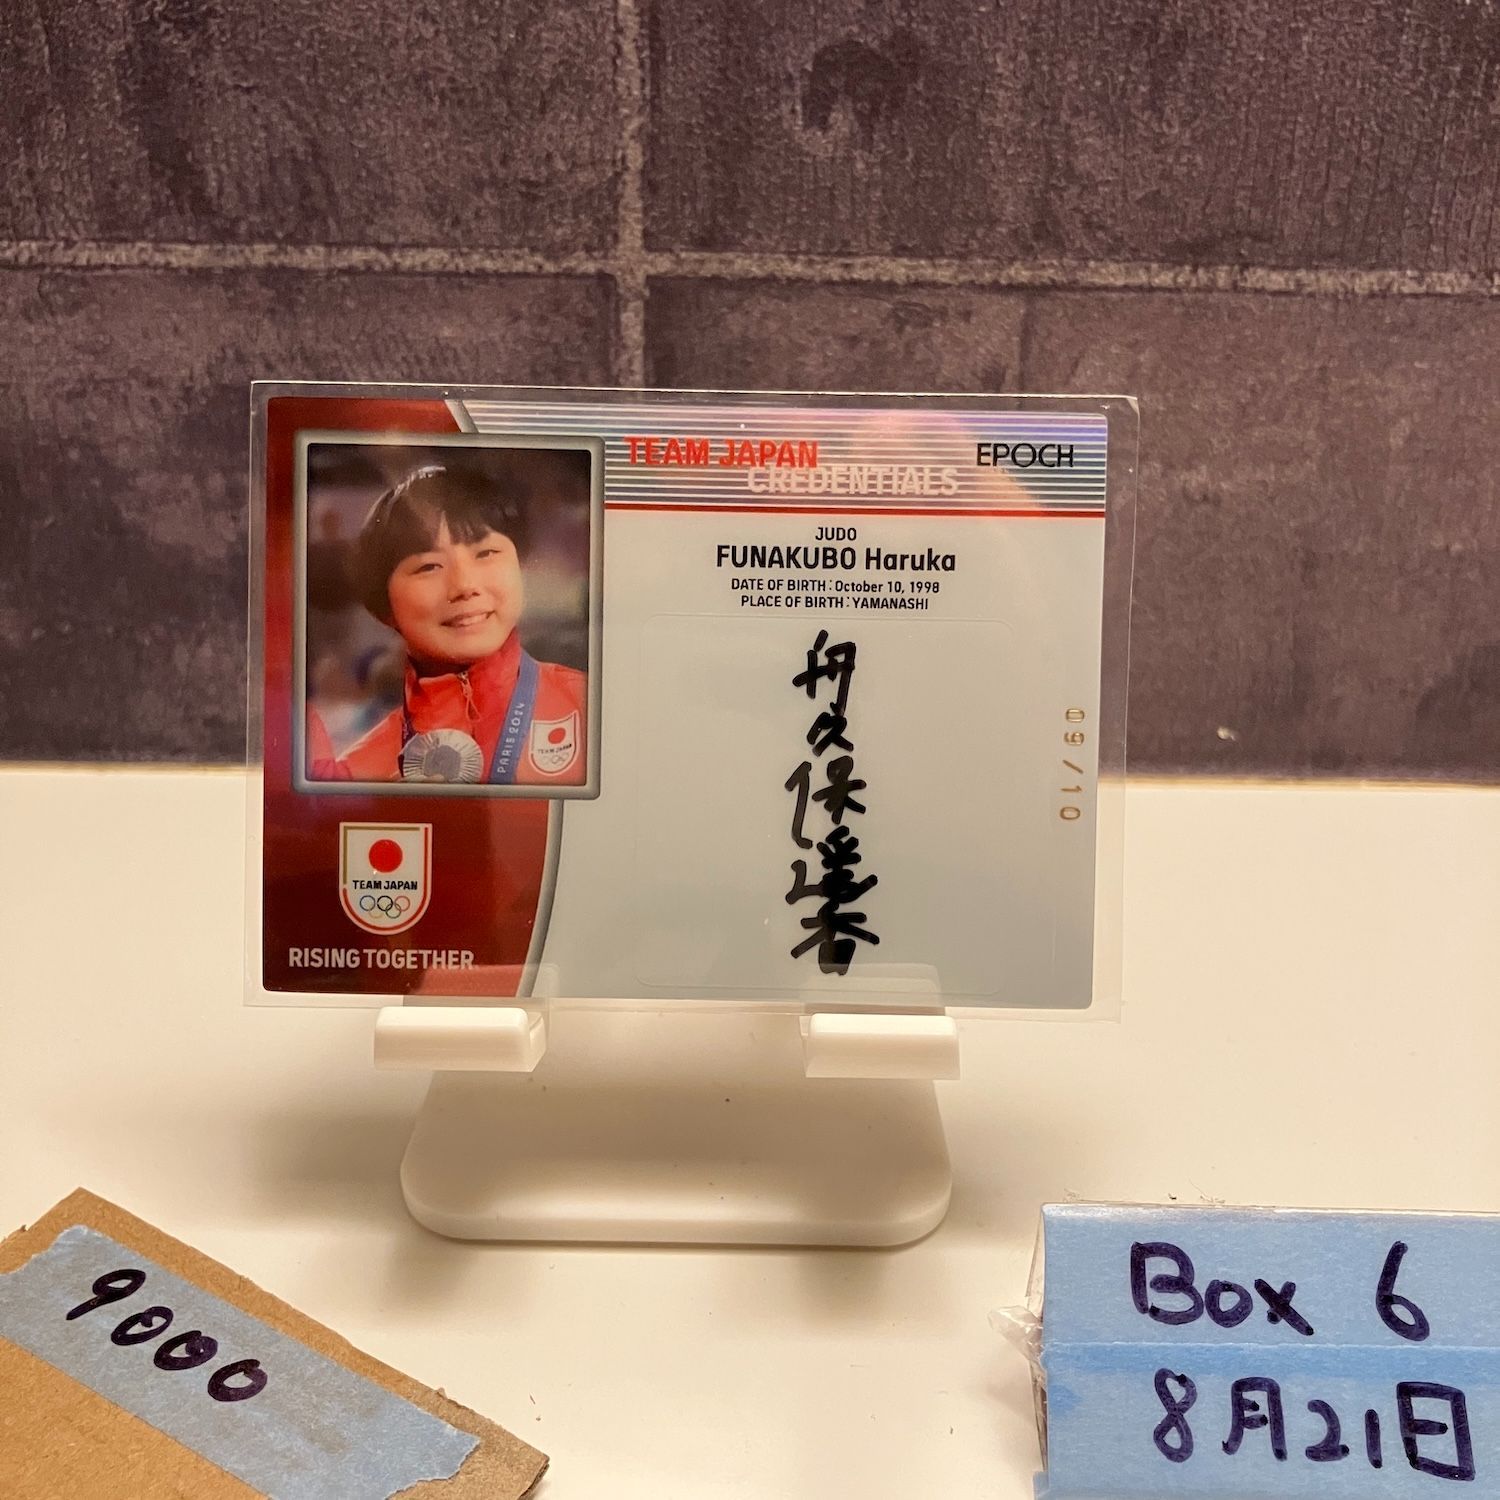 TEAM JAPAN
CREDENTIALS
EPOCH
JUDO
FUNAKUBO Haruka
DATE OF BIRTH:October 10, 1998
PLACE OF BIRTH:YAMANASHI
舟久保遥香
09/10
PARIS 2024
TEAM JAPAN
TEAM JAPAN
RISING TOGETHER
9000
Box 6
8月21日